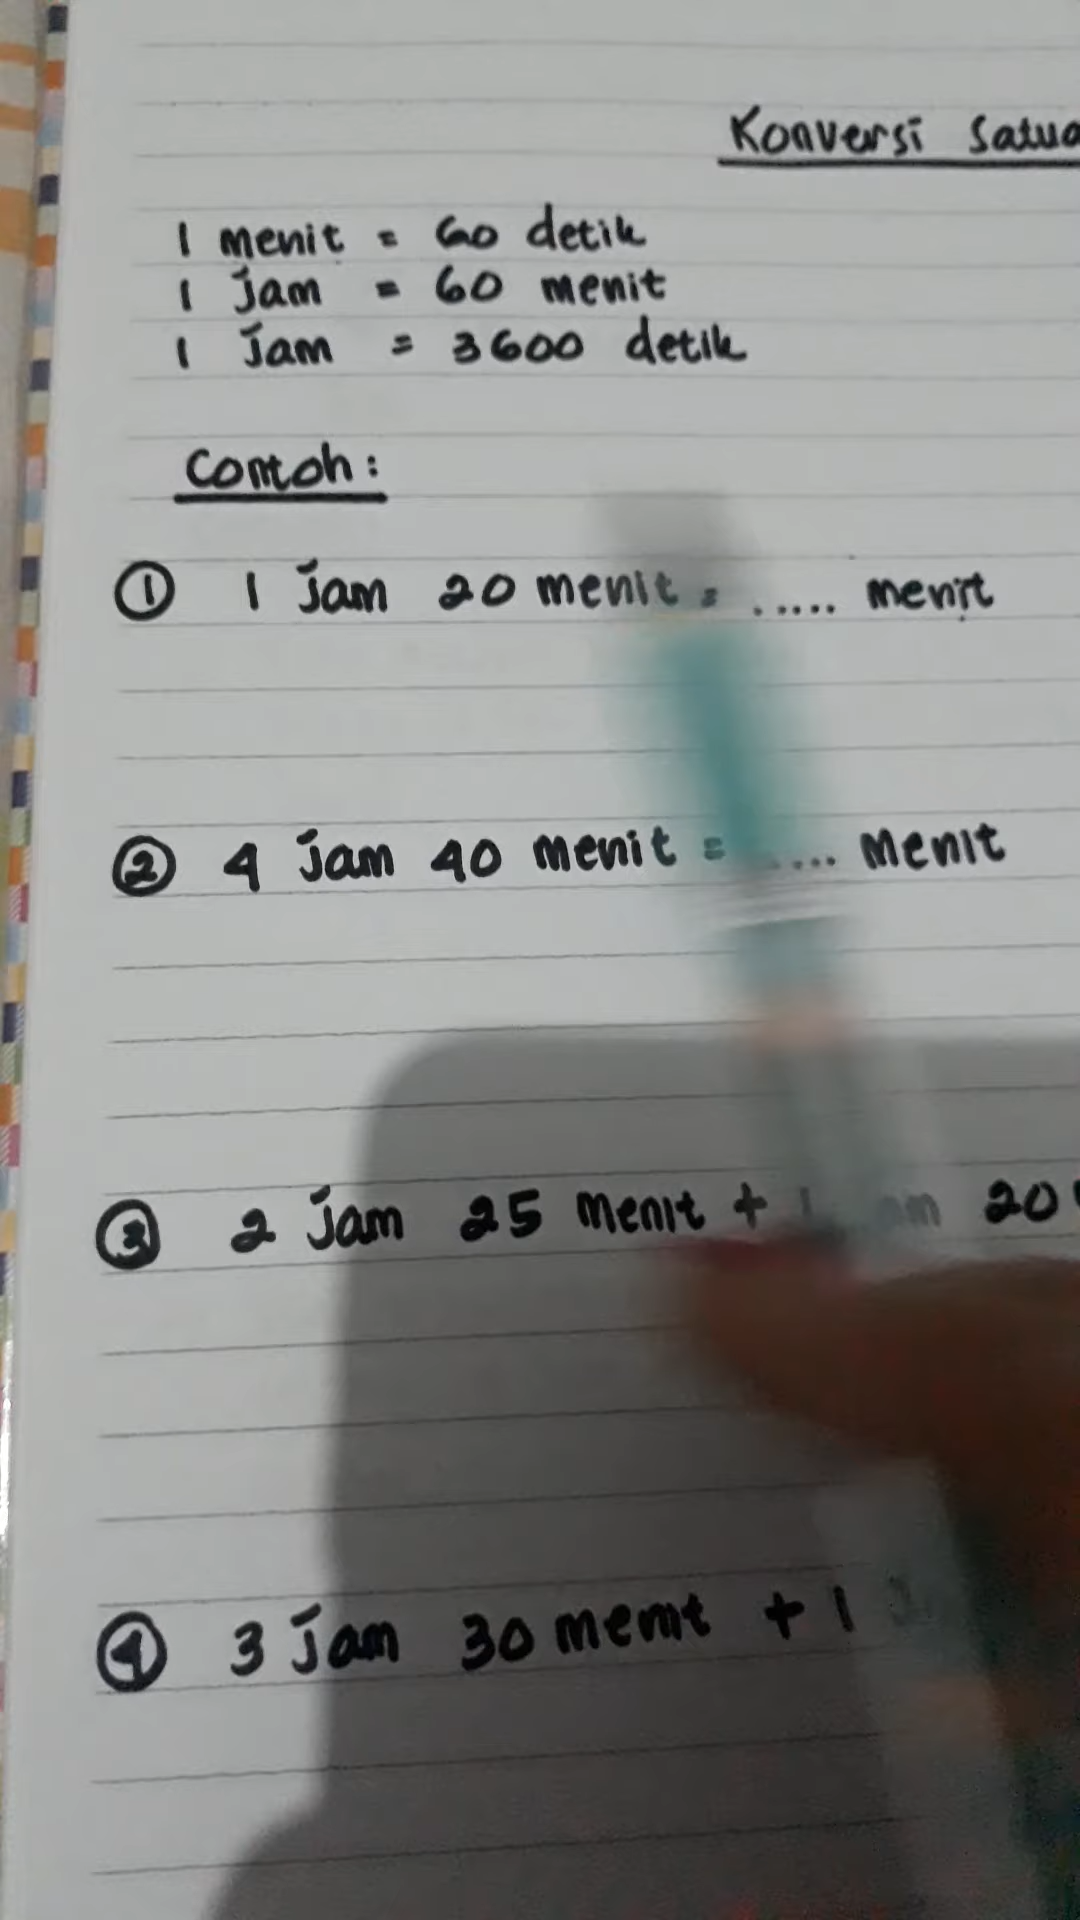 Konversi Satua
1 menit = 60 detik
1 jam = 60 menit
1 jam = 3600 detik
Contoh :
① 1 jam 20 menit = ...... menit
② 4 jam 40 menit = ..... menit
③ 2 jam 25 menit + 1 jam 20
④ 3 jam 30 menit + 1